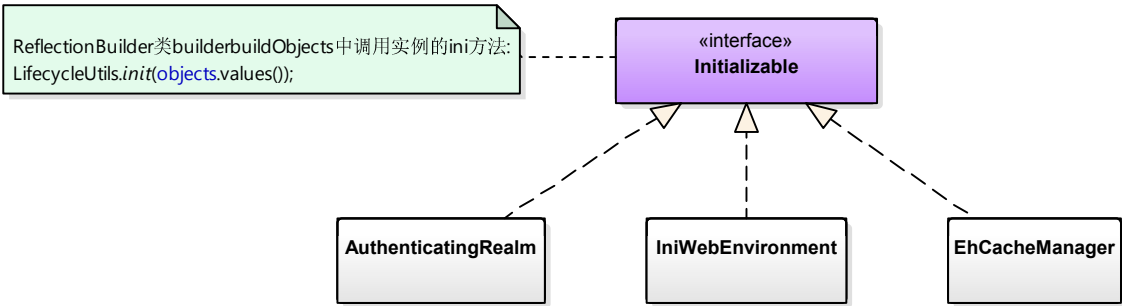 ReflectionBuilder类builderbuildObjects中调用实例的ini方法:
LifecycleUtils.init(objects.values());
«interface»
Initializable
AuthenticatingRealm
IniWebEnvironment
EhCacheManager